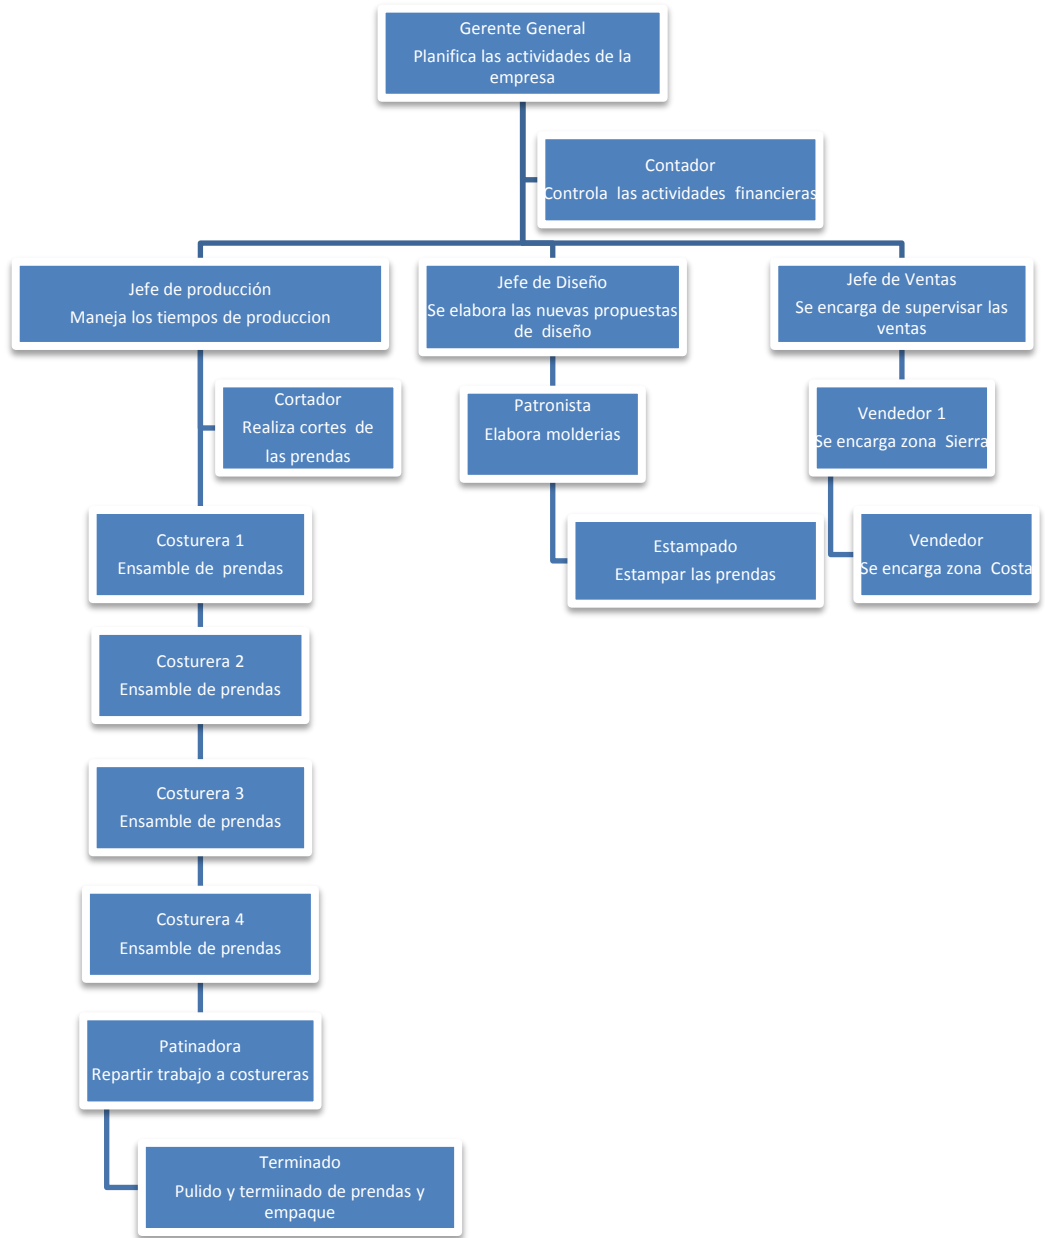 Gerente General
Planifica las actividades de la
empresa
Contador
Controla las actividades financieras
Jefe de producción
Maneja los tiempos de produccion
Jefe de Diseño
Se elabora las nuevas propuestas
de diseño
Jefe de Ventas
Se encarga de supervisar las
ventas
Cortador
Realiza cortes de
las prendas
Patronista
Elabora molderias
Vendedor 1
Se encarga zona Sierra
Costurera 1
Ensamble de prendas
Estampado
Estampar las prendas
Vendedor
Se encarga zona Costa
Costurera 2
Ensamble de prendas
Costurera 3
Ensamble de prendas
Costurera 4
Ensamble de prendas
Patinadora
Repartir trabajo a costureras
Terminado
Pulido y termiinado de prendas y
empaque